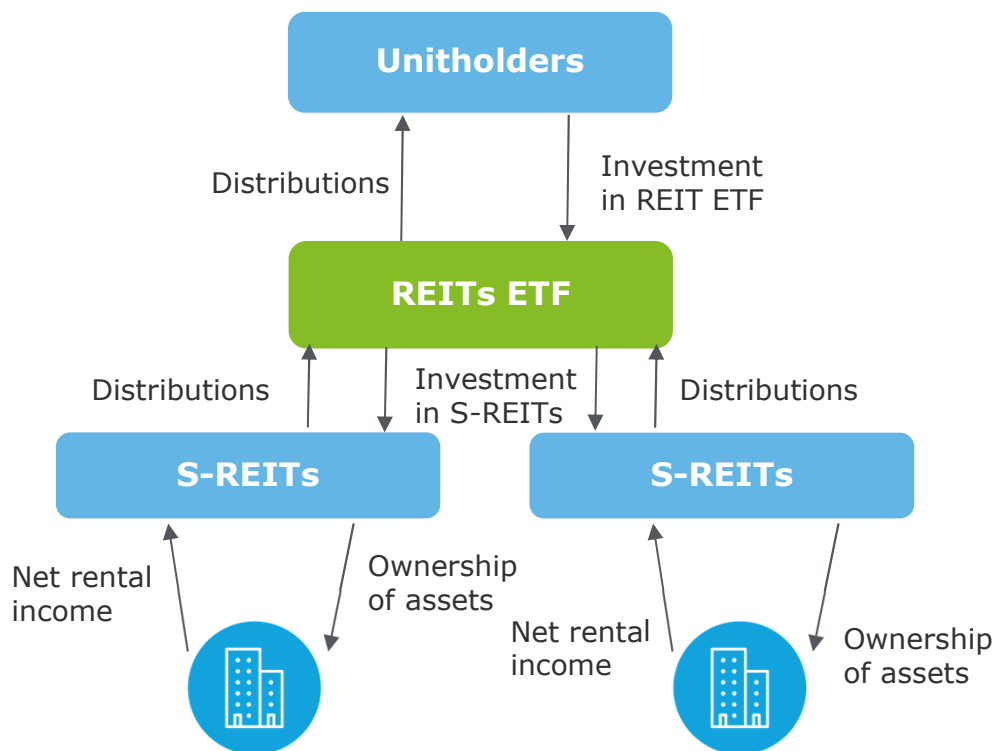 Unitholders
Distributions
Investment
in REIT ETF
REITs ETF
Distributions
Investment
in S-REITs
Distributions
S-REITs
S-REITs
Net rental
income
Ownership
of assets
Net rental
income
Ownership
of assets